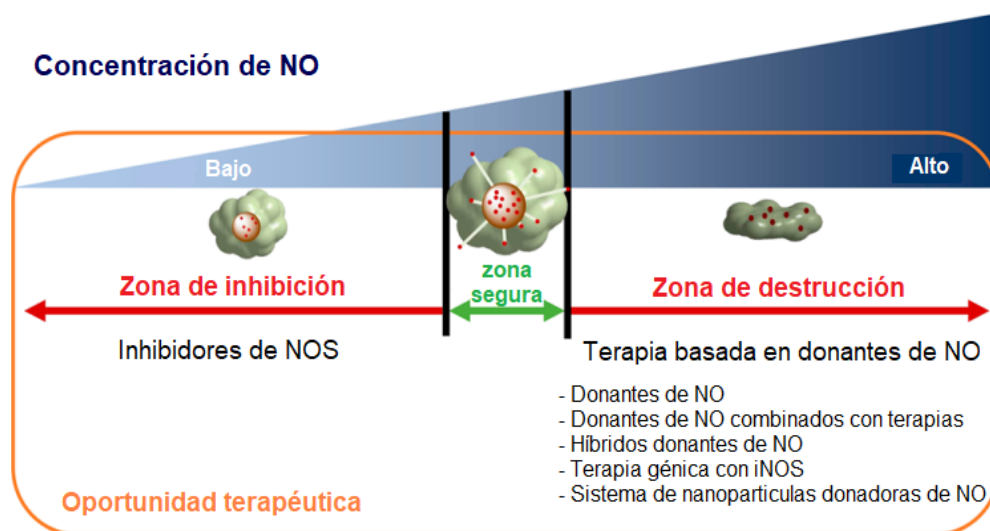 Concentración de NO
Bajo
Alto
Zona de inhibición
zona
segura
Zona de destrucción
Inhibidores de NOS
Terapia basada en donantes de NO
- Donantes de NO
- Donantes de NO combinados con terapias
- Híbridos donantes de NO
- Terapia génica con iNOS
- Sistema de nanoparticulas donadoras de NO
Oportunidad terapéutica